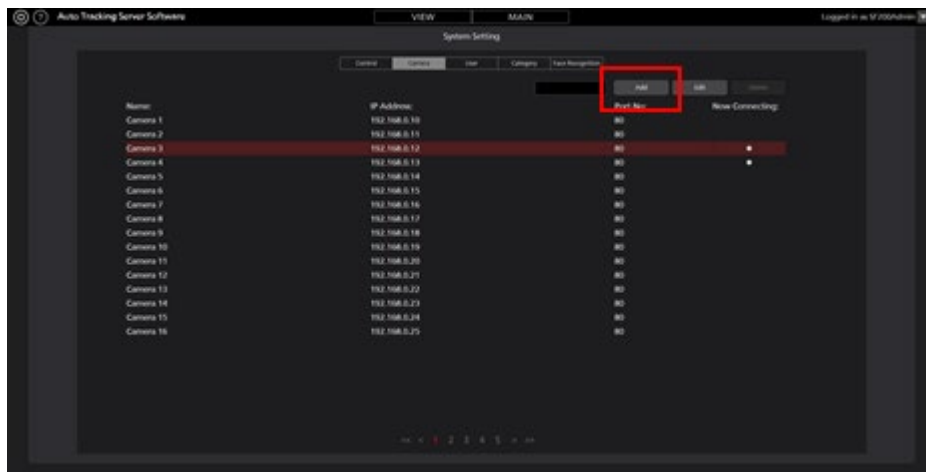 ? Auto Tracking Server Software VIEW MAIN Logged in as SF200/Admin
System Setting
Control Camera User Category Face Recognition
Add Edit Delete
Name: IP Address: Port No: Now Connecting:
Camera 1 192.168.0.10 80
Camera 2 192.168.0.11 80
Camera 3 192.168.0.12 80
Camera 4 192.168.0.13 80
Camera 5 192.168.0.14 80
Camera 6 192.168.0.15 80
Camera 7 192.168.0.16 80
Camera 8 192.168.0.17 80
Camera 9 192.168.0.18 80
Camera 10 192.168.0.19 80
Camera 11 192.168.0.20 80
Camera 12 192.168.0.21 80
Camera 13 192.168.0.22 80
Camera 14 192.168.0.23 80
Camera 15 192.168.0.24 80
Camera 16 192.168.0.25 80
<< < 1 2 3 4 5 > >>